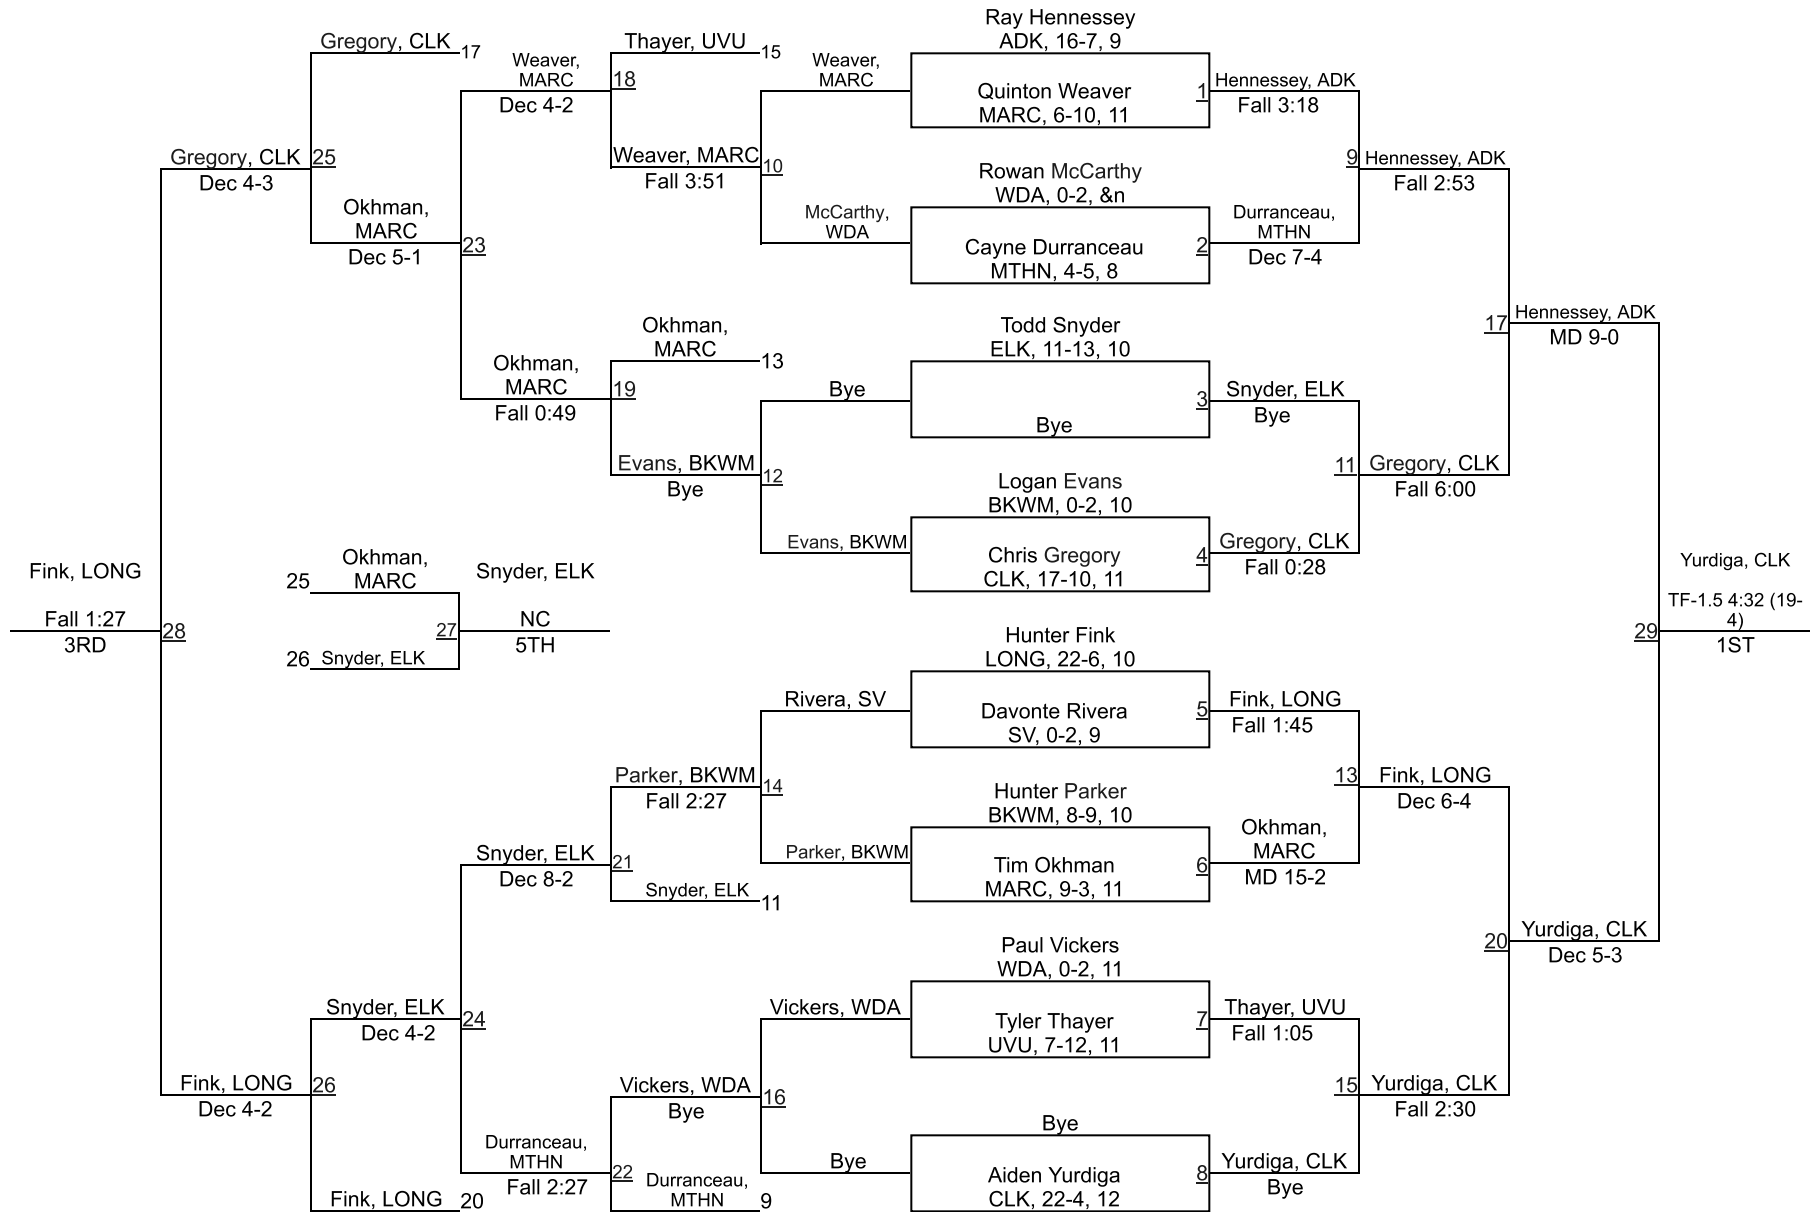 Ray Hennessey
ADK, 16-7, 9
Gregory, CLK
17
Thayer, UVU
15
Weaver,
MARC
18
Dec 4-2
Weaver,
MARC
Quinton Weaver
MARC, 6-10, 11
1
Hennessey, ADK
Fall 3:18
Gregory, CLK
25
Dec 4-3
Weaver, MARC
10
Fall 3:51
Rowan McCarthy
WDA, 0-2, &n
9
Hennessey, ADK
Fall 2:53
Okhman,
MARC
23
Dec 5-1
McCarthy,
WDA
Cayne Durranceau
MTHN, 4-5, 8
2
Durranceau,
MTHN
Dec 7-4
Okhman,
MARC
13
Todd Snyder
ELK, 11-13, 10
17
Hennessey, ADK
MD 9-0
Okhman,
MARC
19
Fall 0:49
Bye
Bye
3
Snyder, ELK
Bye
Evans, BKWM
12
Bye
Logan Evans
BKWM, 0-2, 10
11
Gregory, CLK
Fall 6:00
Evans, BKWM
Chris Gregory
CLK, 17-10, 11
4
Gregory, CLK
Fall 0:28
Fink, LONG
Fall 1:27
28
3RD
25
Okhman,
MARC
Snyder, ELK
27
NC
5TH
26
Snyder, ELK
Yurdiga, CLK
TF-1.5 4:32 (19-
4)
29
1ST
Hunter Fink
LONG, 22-6, 10
Rivera, SV
Davonte Rivera
SV, 0-2, 9
5
Fink, LONG
Fall 1:45
Parker, BKWM
14
Fall 2:27
Hunter Parker
BKWM, 8-9, 10
13
Fink, LONG
Dec 6-4
Snyder, ELK
21
Dec 8-2
Parker, BKWM
Tim Okhman
MARC, 9-3, 11
6
Okhman,
MARC
MD 15-2
Snyder, ELK
11
Paul Vickers
WDA, 0-2, 11
20
Yurdiga, CLK
Dec 5-3
Snyder, ELK
24
Dec 4-2
Vickers, WDA
Tyler Thayer
UVU, 7-12, 11
7
Thayer, UVU
Fall 1:05
Fink, LONG
26
Dec 4-2
Vickers, WDA
16
Bye
Bye
15
Yurdiga, CLK
Fall 2:30
Durranceau,
MTHN
22
Fall 2:27
Bye
Aiden Yurdiga
CLK, 22-4, 12
8
Yurdiga, CLK
Bye
Fink, LONG
20
Durranceau,
MTHN
9